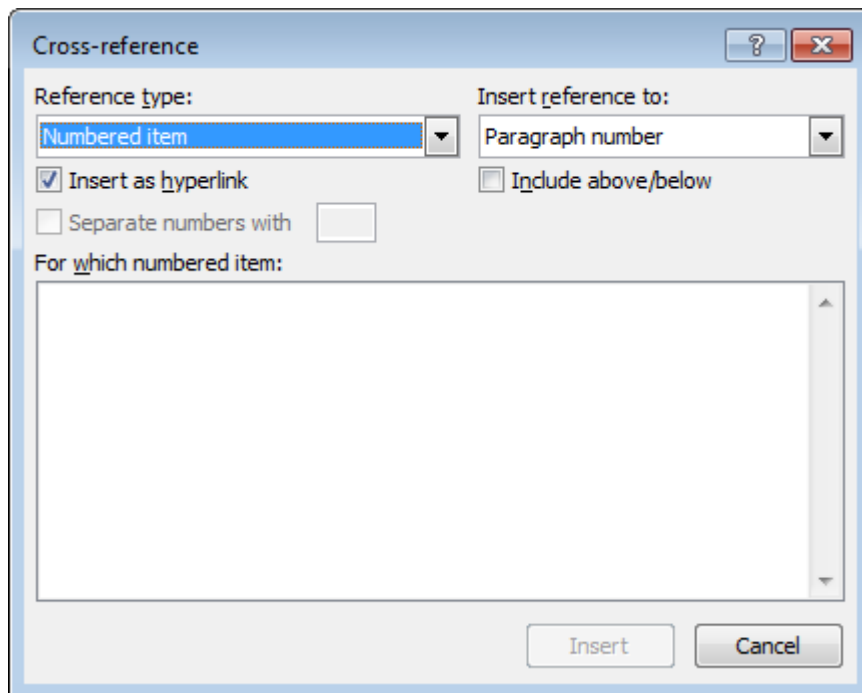 Cross-reference
Reference type:
Insert reference to:
Numbered item
Paragraph number
Insert as hyperlink
Include above/below
Separate numbers with
For which numbered item:
Insert
Cancel